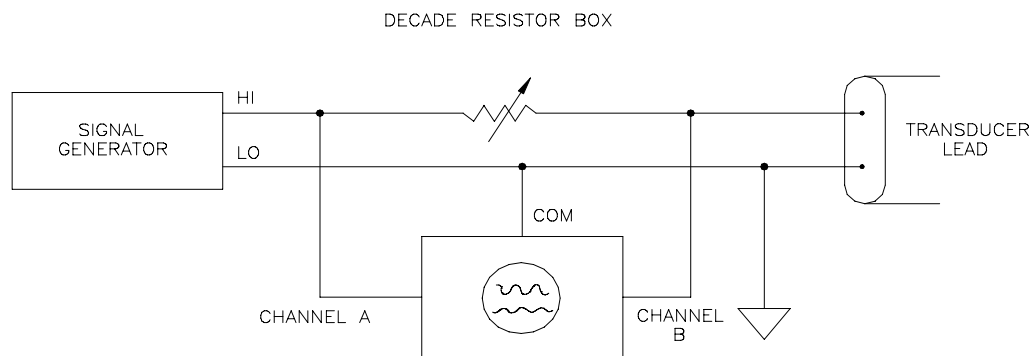 DECADE RESISTOR BOX
HI
SIGNAL
GENERATOR
LO
TRANSDUCER
LEAD
COM
CHANNEL A
CHANNEL
B